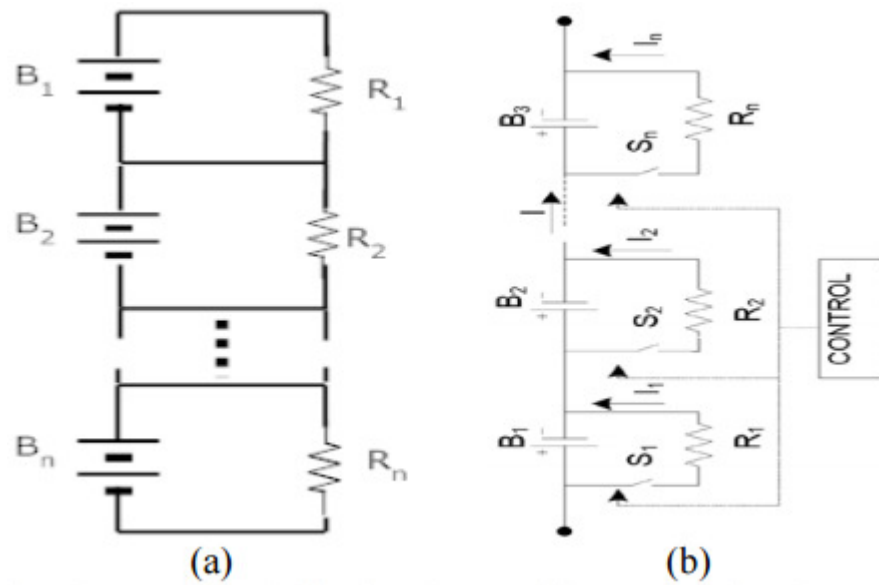 B1
R1
B2
R2
Bn
Rn
(a)
In
B3
-
+
Rn
Sn
I
I2
B2
-
+
R2
S2
CONTROL
I1
B1
-
+
R1
S1
(b)